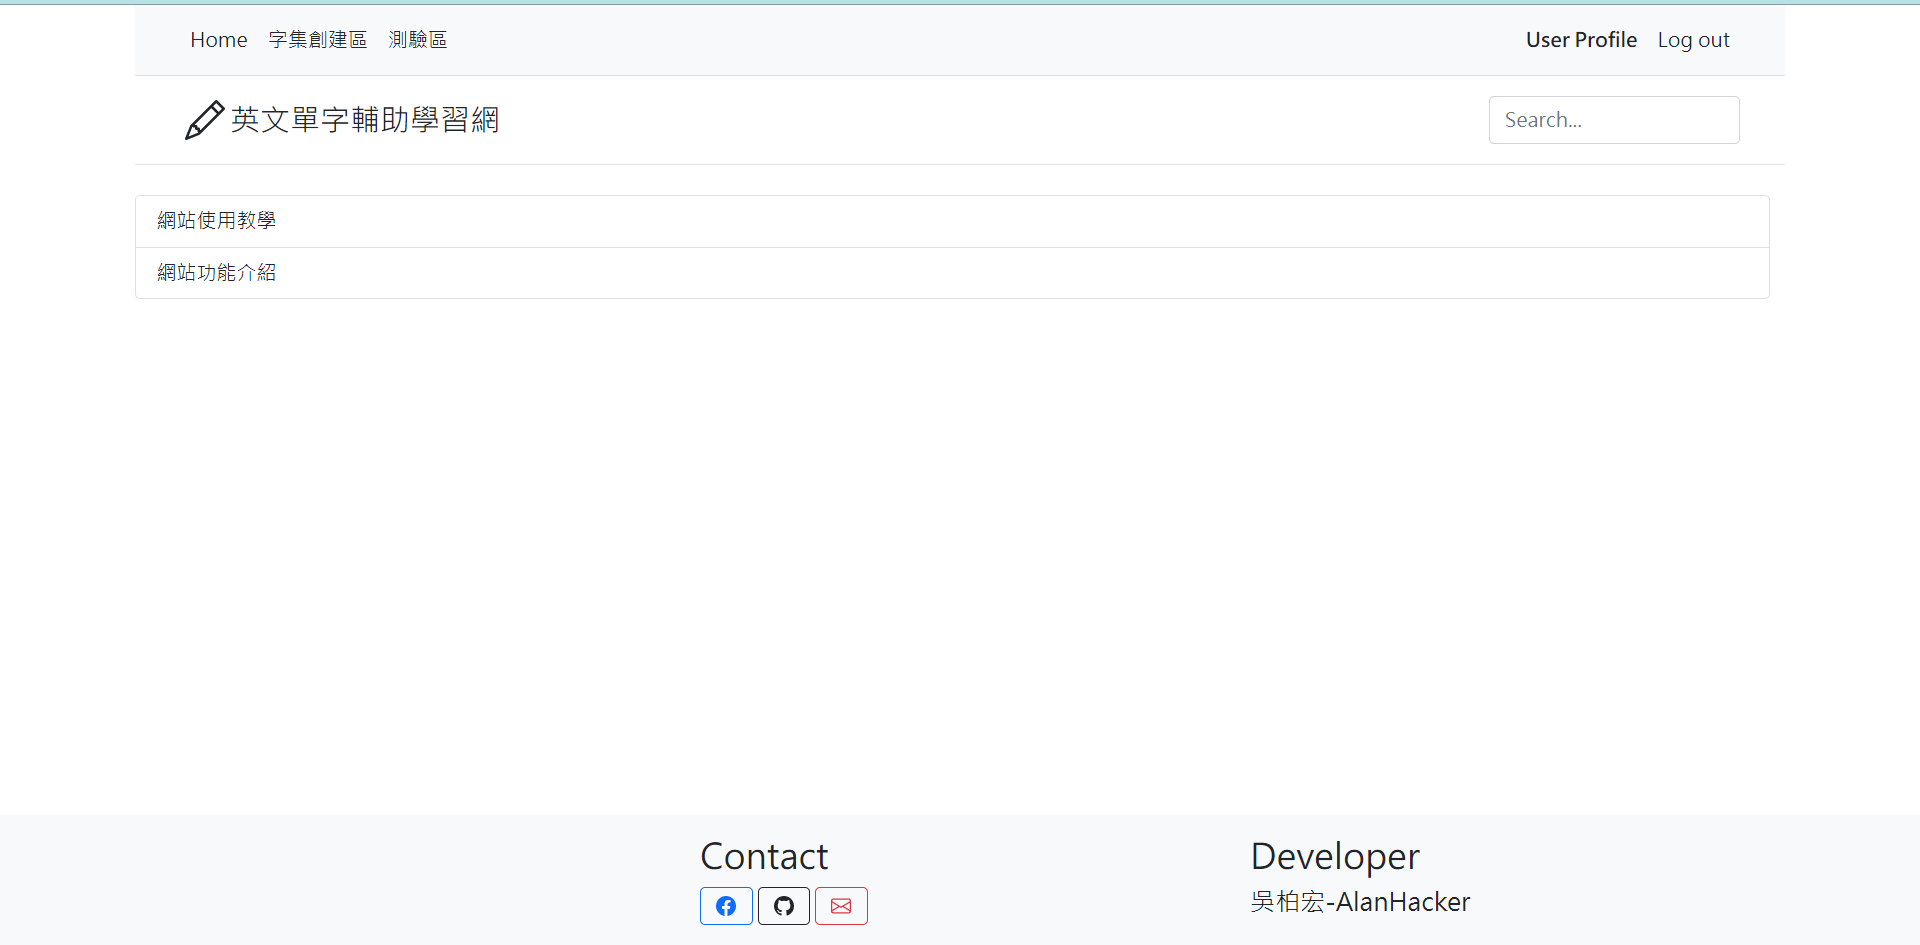 Home 字集創建區 測驗區 User Profile Log out
英文單字輔助學習網 Search...
網站使用教學
網站功能介紹
Contact Developer
吳柏宏-AlanHacker